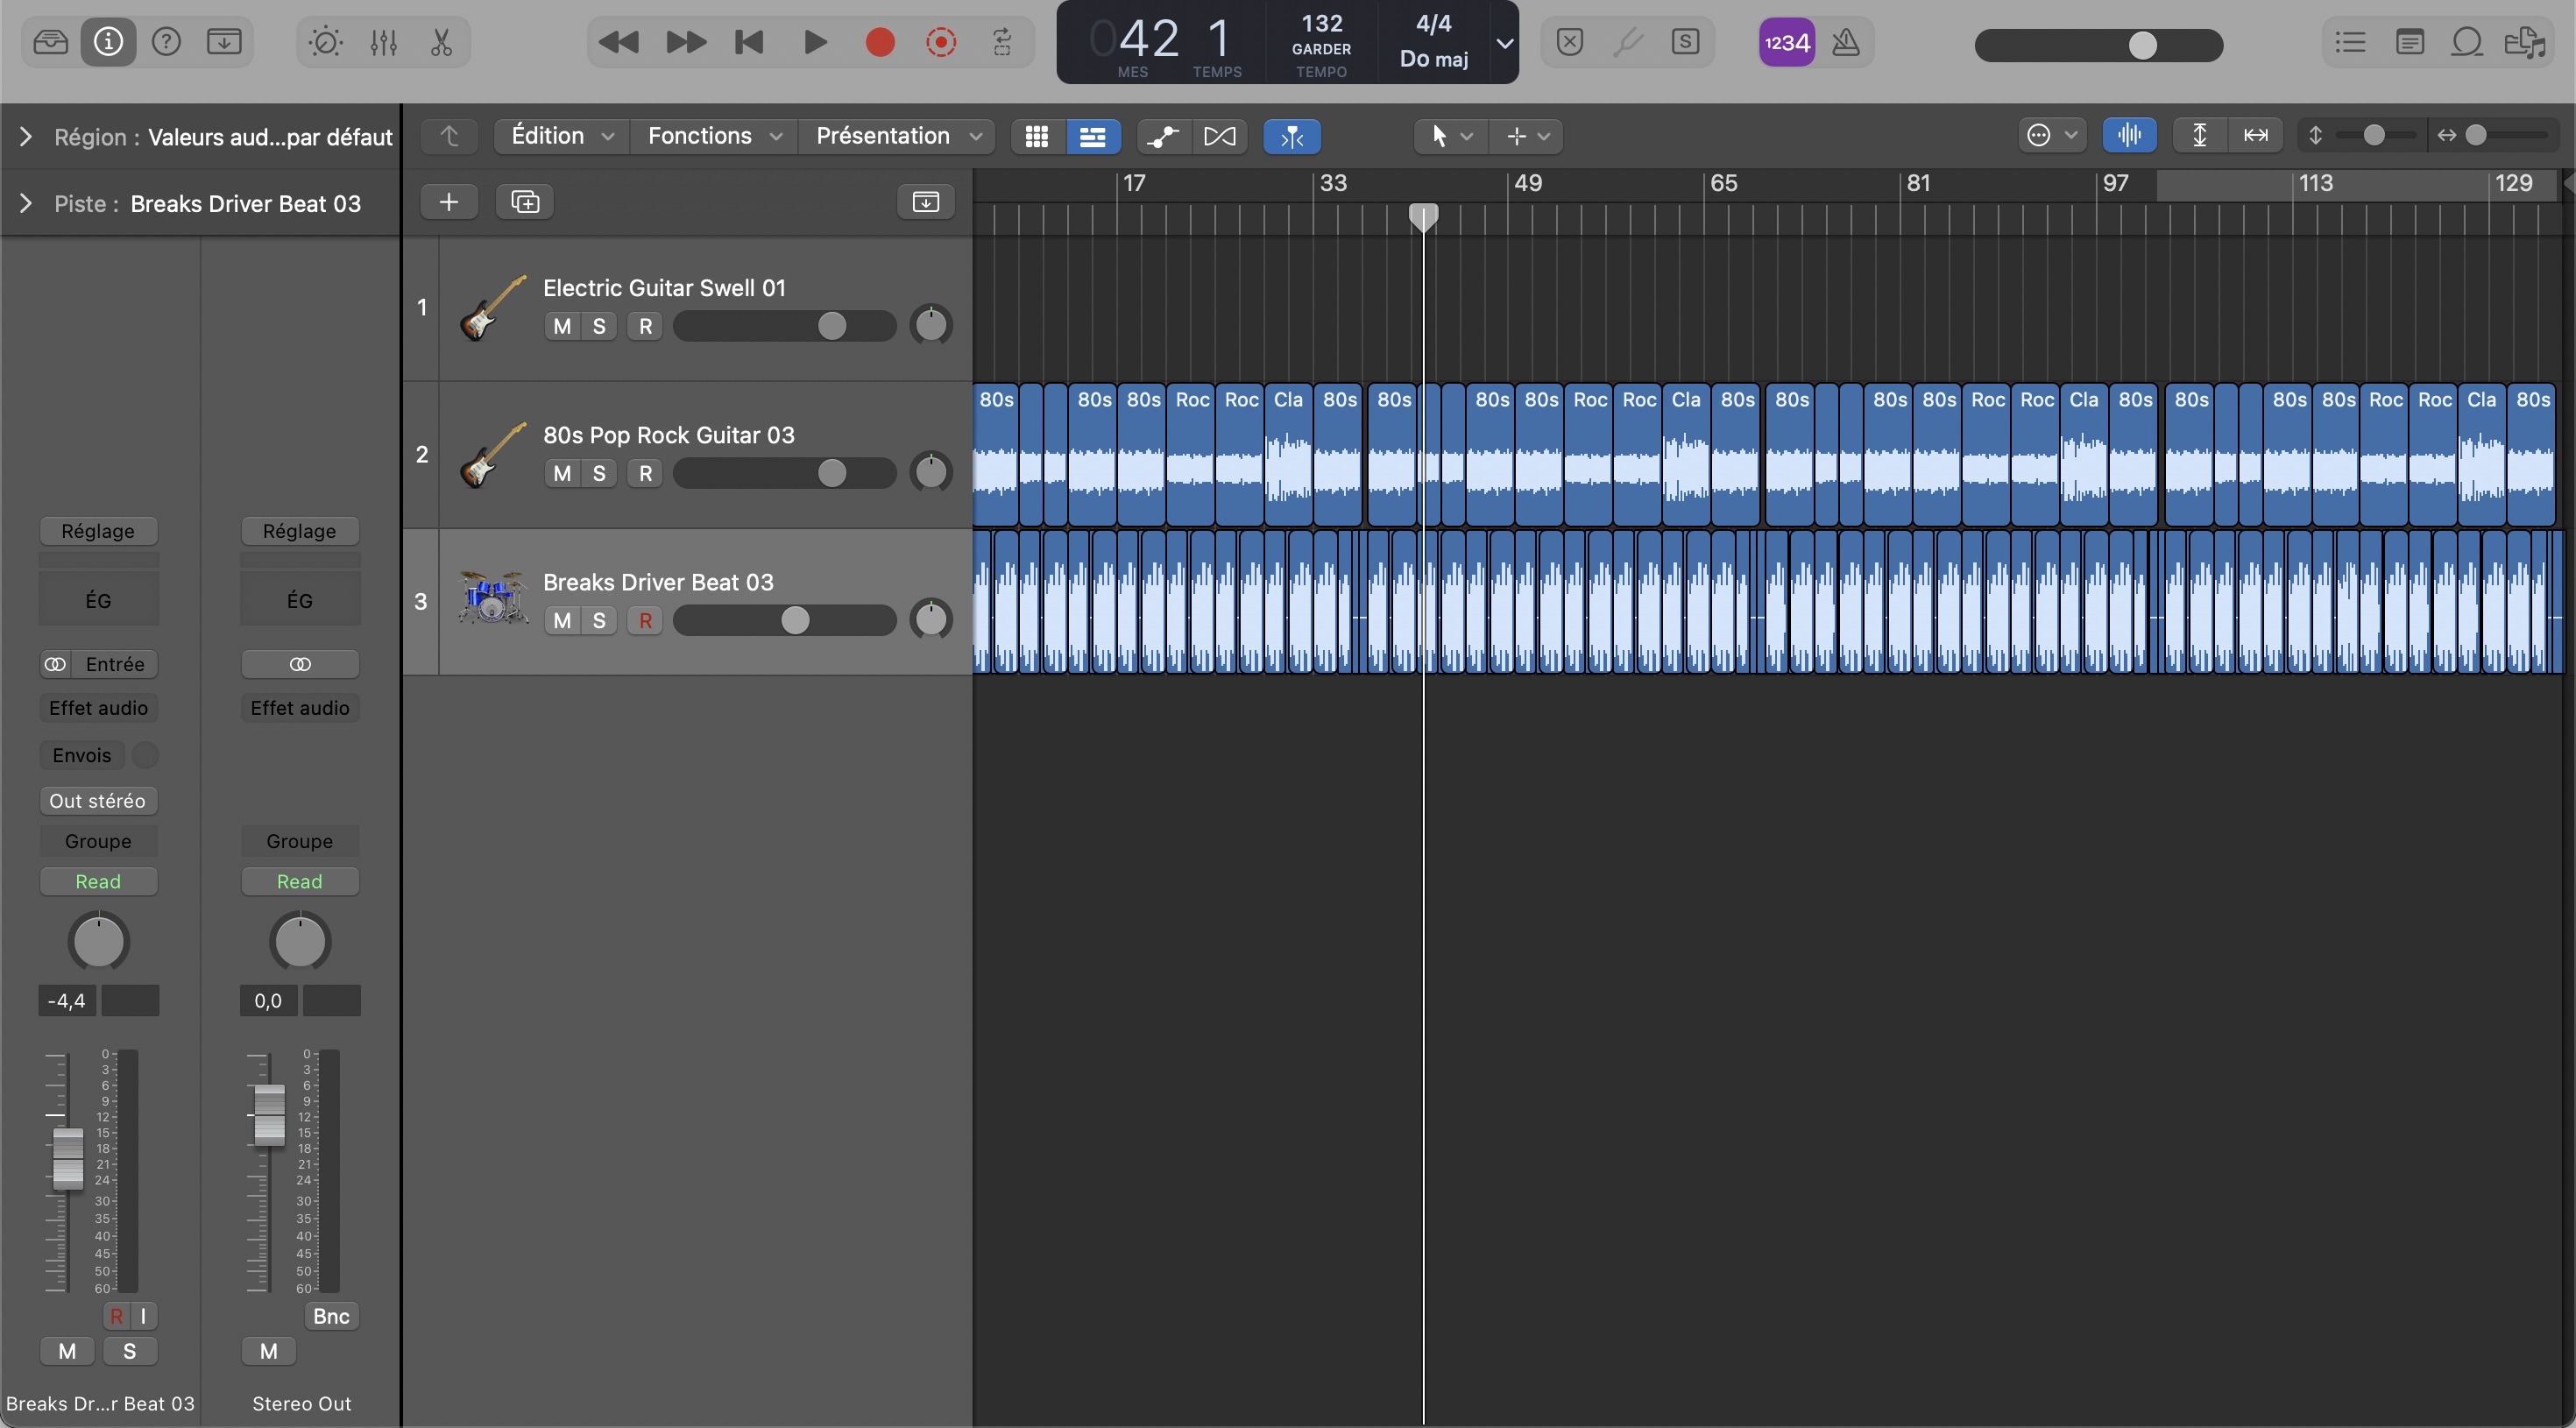 042 1 132 4/4
GARDER Do maj
MES TEMPS TEMPO
S 1234
Région : Valeurs aud...par défaut
Édition Fonctions Présentation
Piste : Breaks Driver Beat 03
17 33 49 65 81 97 113 129
1 Electric Guitar Swell 01
M S R
2 80s Pop Rock Guitar 03
M S R
80s 80s 80s Roc Roc Cla 80s 80s 80s 80s Roc Roc Cla 80s 80s 80s 80s Roc Roc Cla 80s 80s 80s 80s Roc Roc Cla 80s
3 Breaks Driver Beat 03
M S R
Réglage Réglage
ÉG ÉG
Entrée
Effet audio Effet audio
Envois
Out stéréo
Groupe Groupe
Read Read
-4,4 0,0
0 0
3 3
6 6
9 9
12 12
15 15
18 18
21 21
24 24
30 30
35 35
40 40
45 45
50 50
60 60
R I Bnc
M S M
Breaks Dr...r Beat 03 Stereo Out